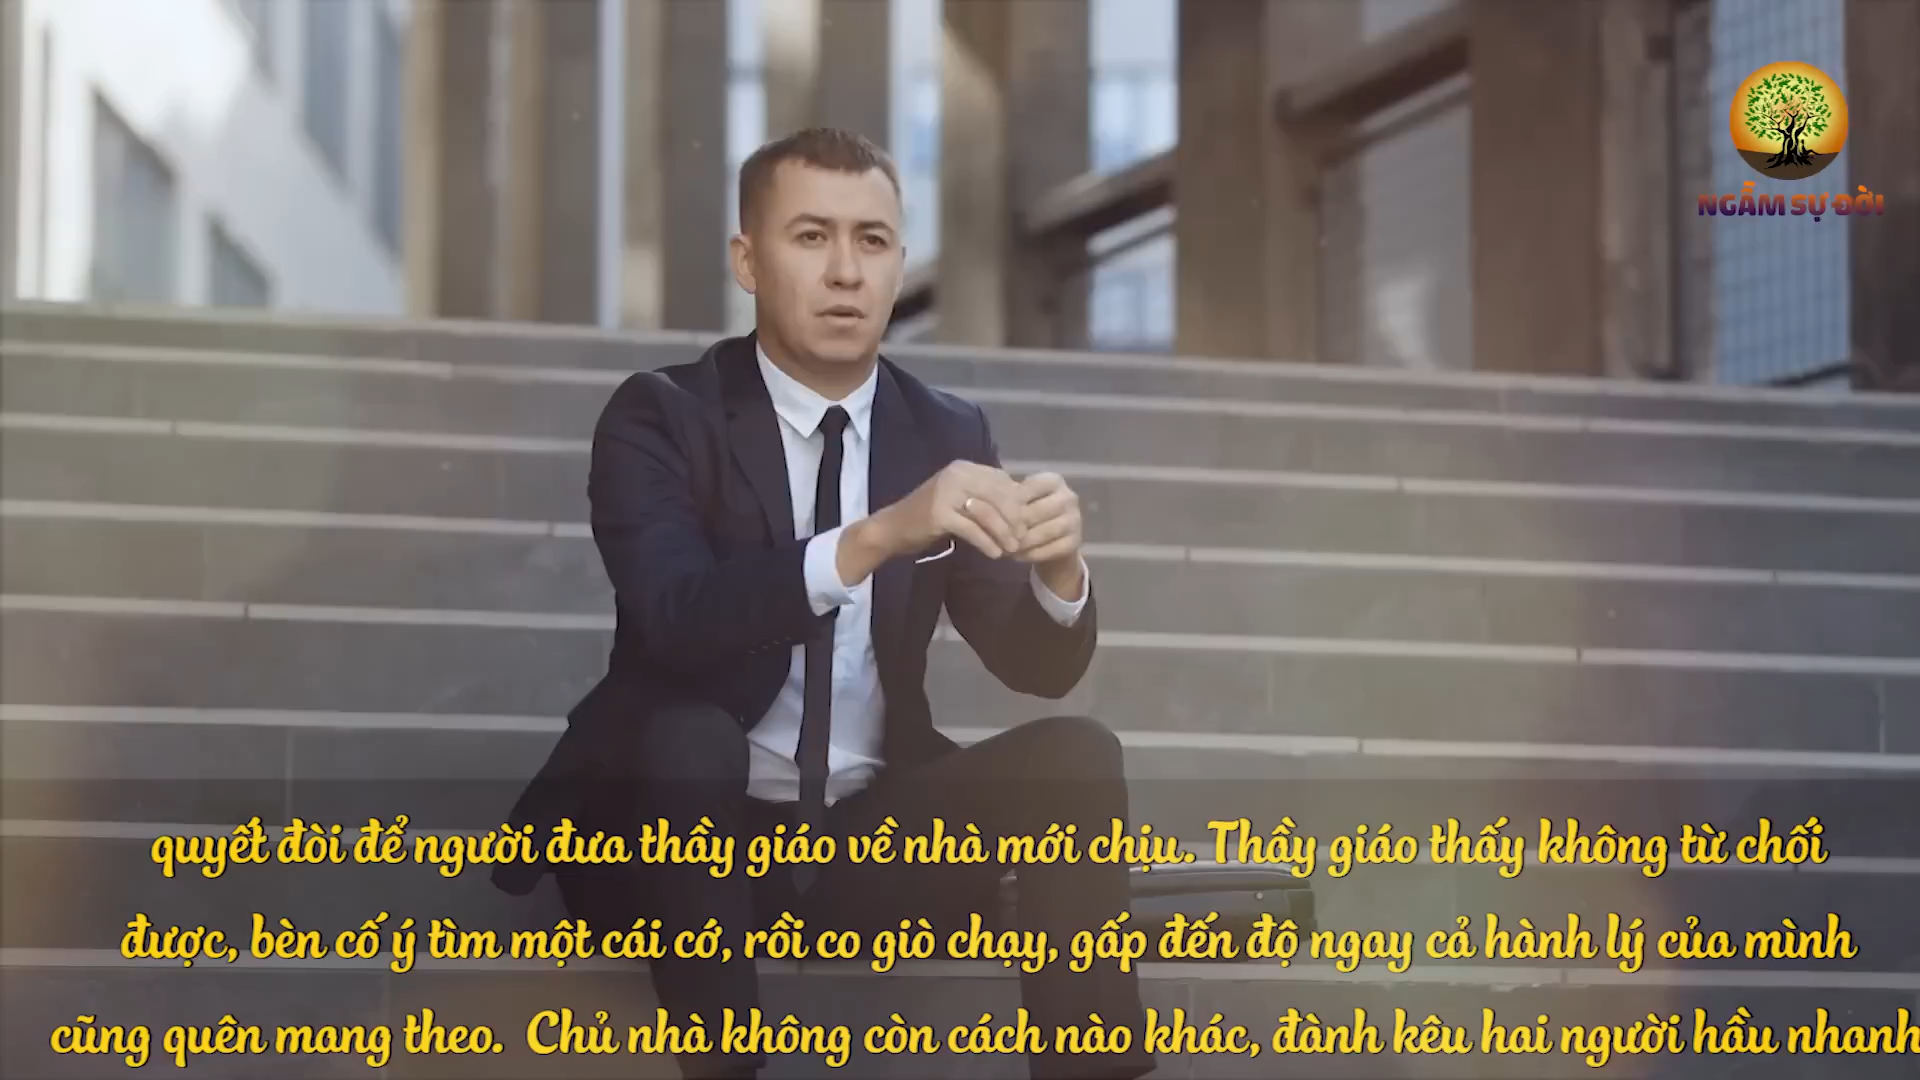 NGẪM SỰ ĐỜI
quyết đòi để người đưa thầy giáo về nhà mới chịu. Thầy giáo thấy không từ chối
được, bèn cố ý tìm một cái cớ, rồi co giò chạy, gấp đến độ ngay cả hành lý của mình
cũng quên mang theo. Chủ nhà không còn cách nào khác, đành kêu hai người hầu nhanh